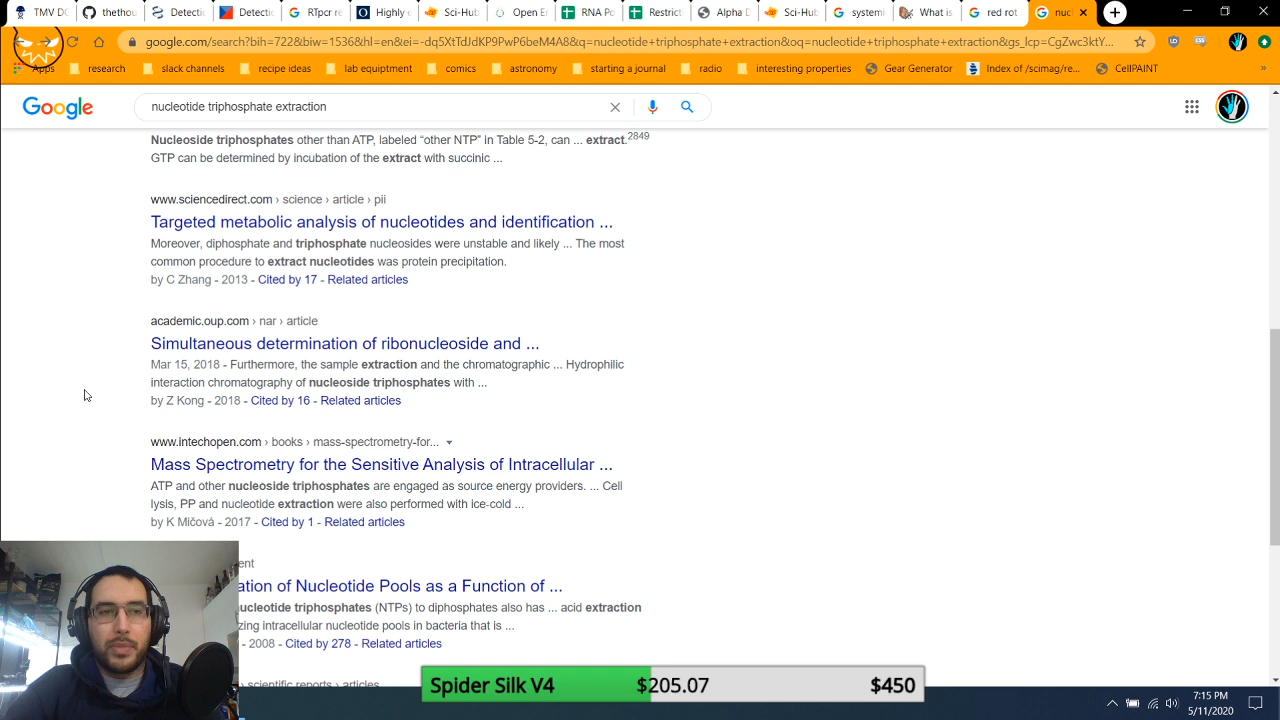 TMV DC
thethou
Detectic
Detectic
RTpcr re
Highly e
Sci-Hub
Open Er
RNA Po
Restrict
Alpha D
Sci-Hub
systemi
What is
red rot
nucl
google.com/search?bih=722&biw=1536&hl=en&ei=-dq5XtTdJdKP9PwP6beM4A8&q=nucleotide+triphosphate+extraction&oq=nucleotide+triphosphate+extraction&gs_lcp=CgZwc3ktY...
Apps
research
slack channels
recipe ideas
lab equiptment
comics
astronomy
starting a journal
radio
interesting properties
Gear Generator
Index of /scimag/re...
CellPAINT
»
Google
nucleotide triphosphate extraction
Nucleoside triphosphates other than ATP, labeled “other NTP” in Table 5-2, can ... extract.2849
GTP can be determined by incubation of the extract with succinic ...
www.sciencedirect.com › science › article › pii
Targeted metabolic analysis of nucleotides and identification ...
Moreover, diphosphate and triphosphate nucleosides were unstable and likely ... The most
common procedure to extract nucleotides was protein precipitation.
by C Zhang - 2013 - Cited by 17 - Related articles
academic.oup.com › nar › article
Simultaneous determination of ribonucleoside and ...
Mar 15, 2018 - Furthermore, the sample extraction and the chromatographic ... Hydrophilic
interaction chromatography of nucleoside triphosphates with ...
by Z Kong - 2018 - Cited by 16 - Related articles
www.intechopen.com › books › mass-spectrometry-for...
Mass Spectrometry for the Sensitive Analysis of Intracellular ...
ATP and other nucleoside triphosphates are engaged as source energy providers. ... Cell
lysis, PP and nucleotide extraction were also performed with ice-cold ...
by K Mičová - 2017 - Cited by 1 - Related articles
ent
ation of Nucleotide Pools as a Function of ...
ucleotide triphosphates (NTPs) to diphosphates also has ... acid extraction
zing intracellular nucleotide pools in bacteria that is ...
- 2008 - Cited by 278 - Related articles
› scientific reports › articles
Spider Silk V4 $205.07 $450
7:15 PM
5/11/2020